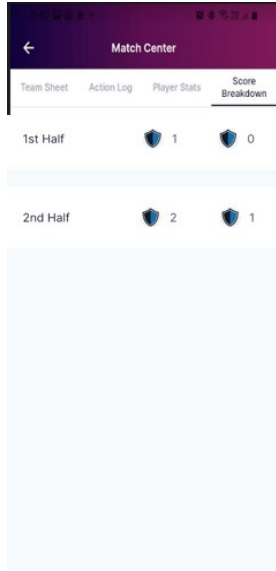 Match Center
Team Sheet Action Log Player Stats Score Breakdown
1st Half 1 0
2nd Half 2 1